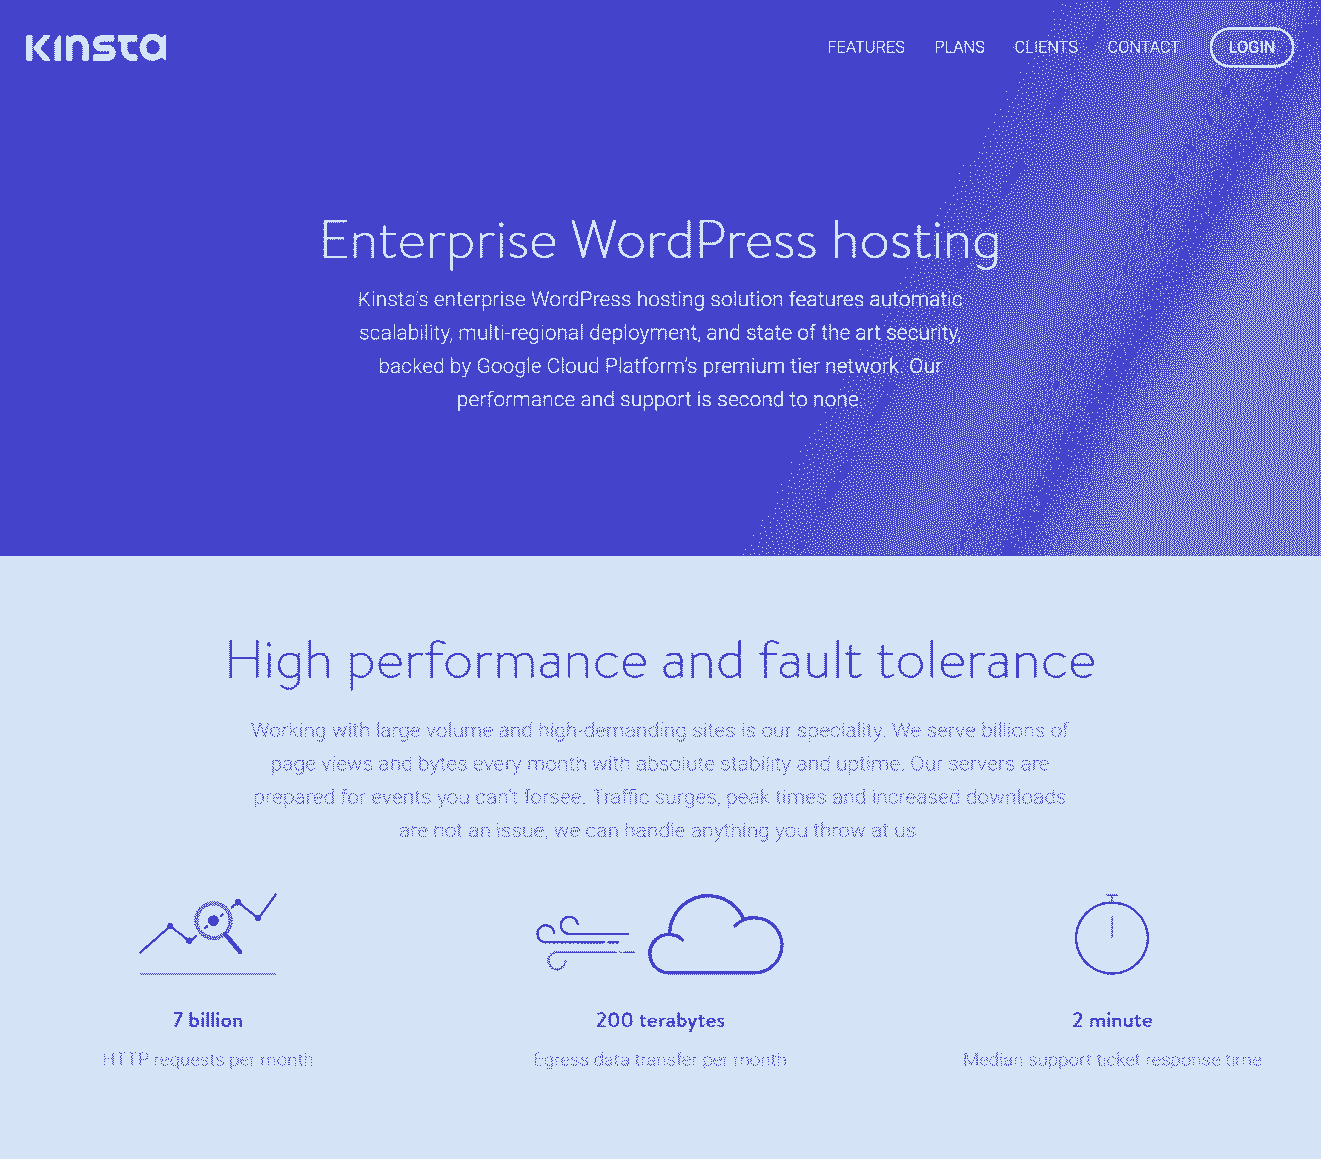 Kinsta
FEATURES PLANS CLIENTS CONTACT LOGIN
Enterprise WordPress hosting
Kinsta's enterprise WordPress hosting solution features automatic
scalability, multi-regional deployment, and state of the art security,
backed by Google Cloud Platform's premium tier network. Our
performance and support is second to none.
High performance and fault tolerance
Working with large volume and high-demanding sites is our speciality. We serve billions of
page views and bytes every month with absolute stability and uptime. Our servers are
prepared for events you can't forsee. Traffic surges, peak times and increased downloads
are not an issue, we can handle anything you throw at us
7 billion
HTTP requests per month
200 terabytes
Egress data transfer per month
2 minute
Median support ticket response time